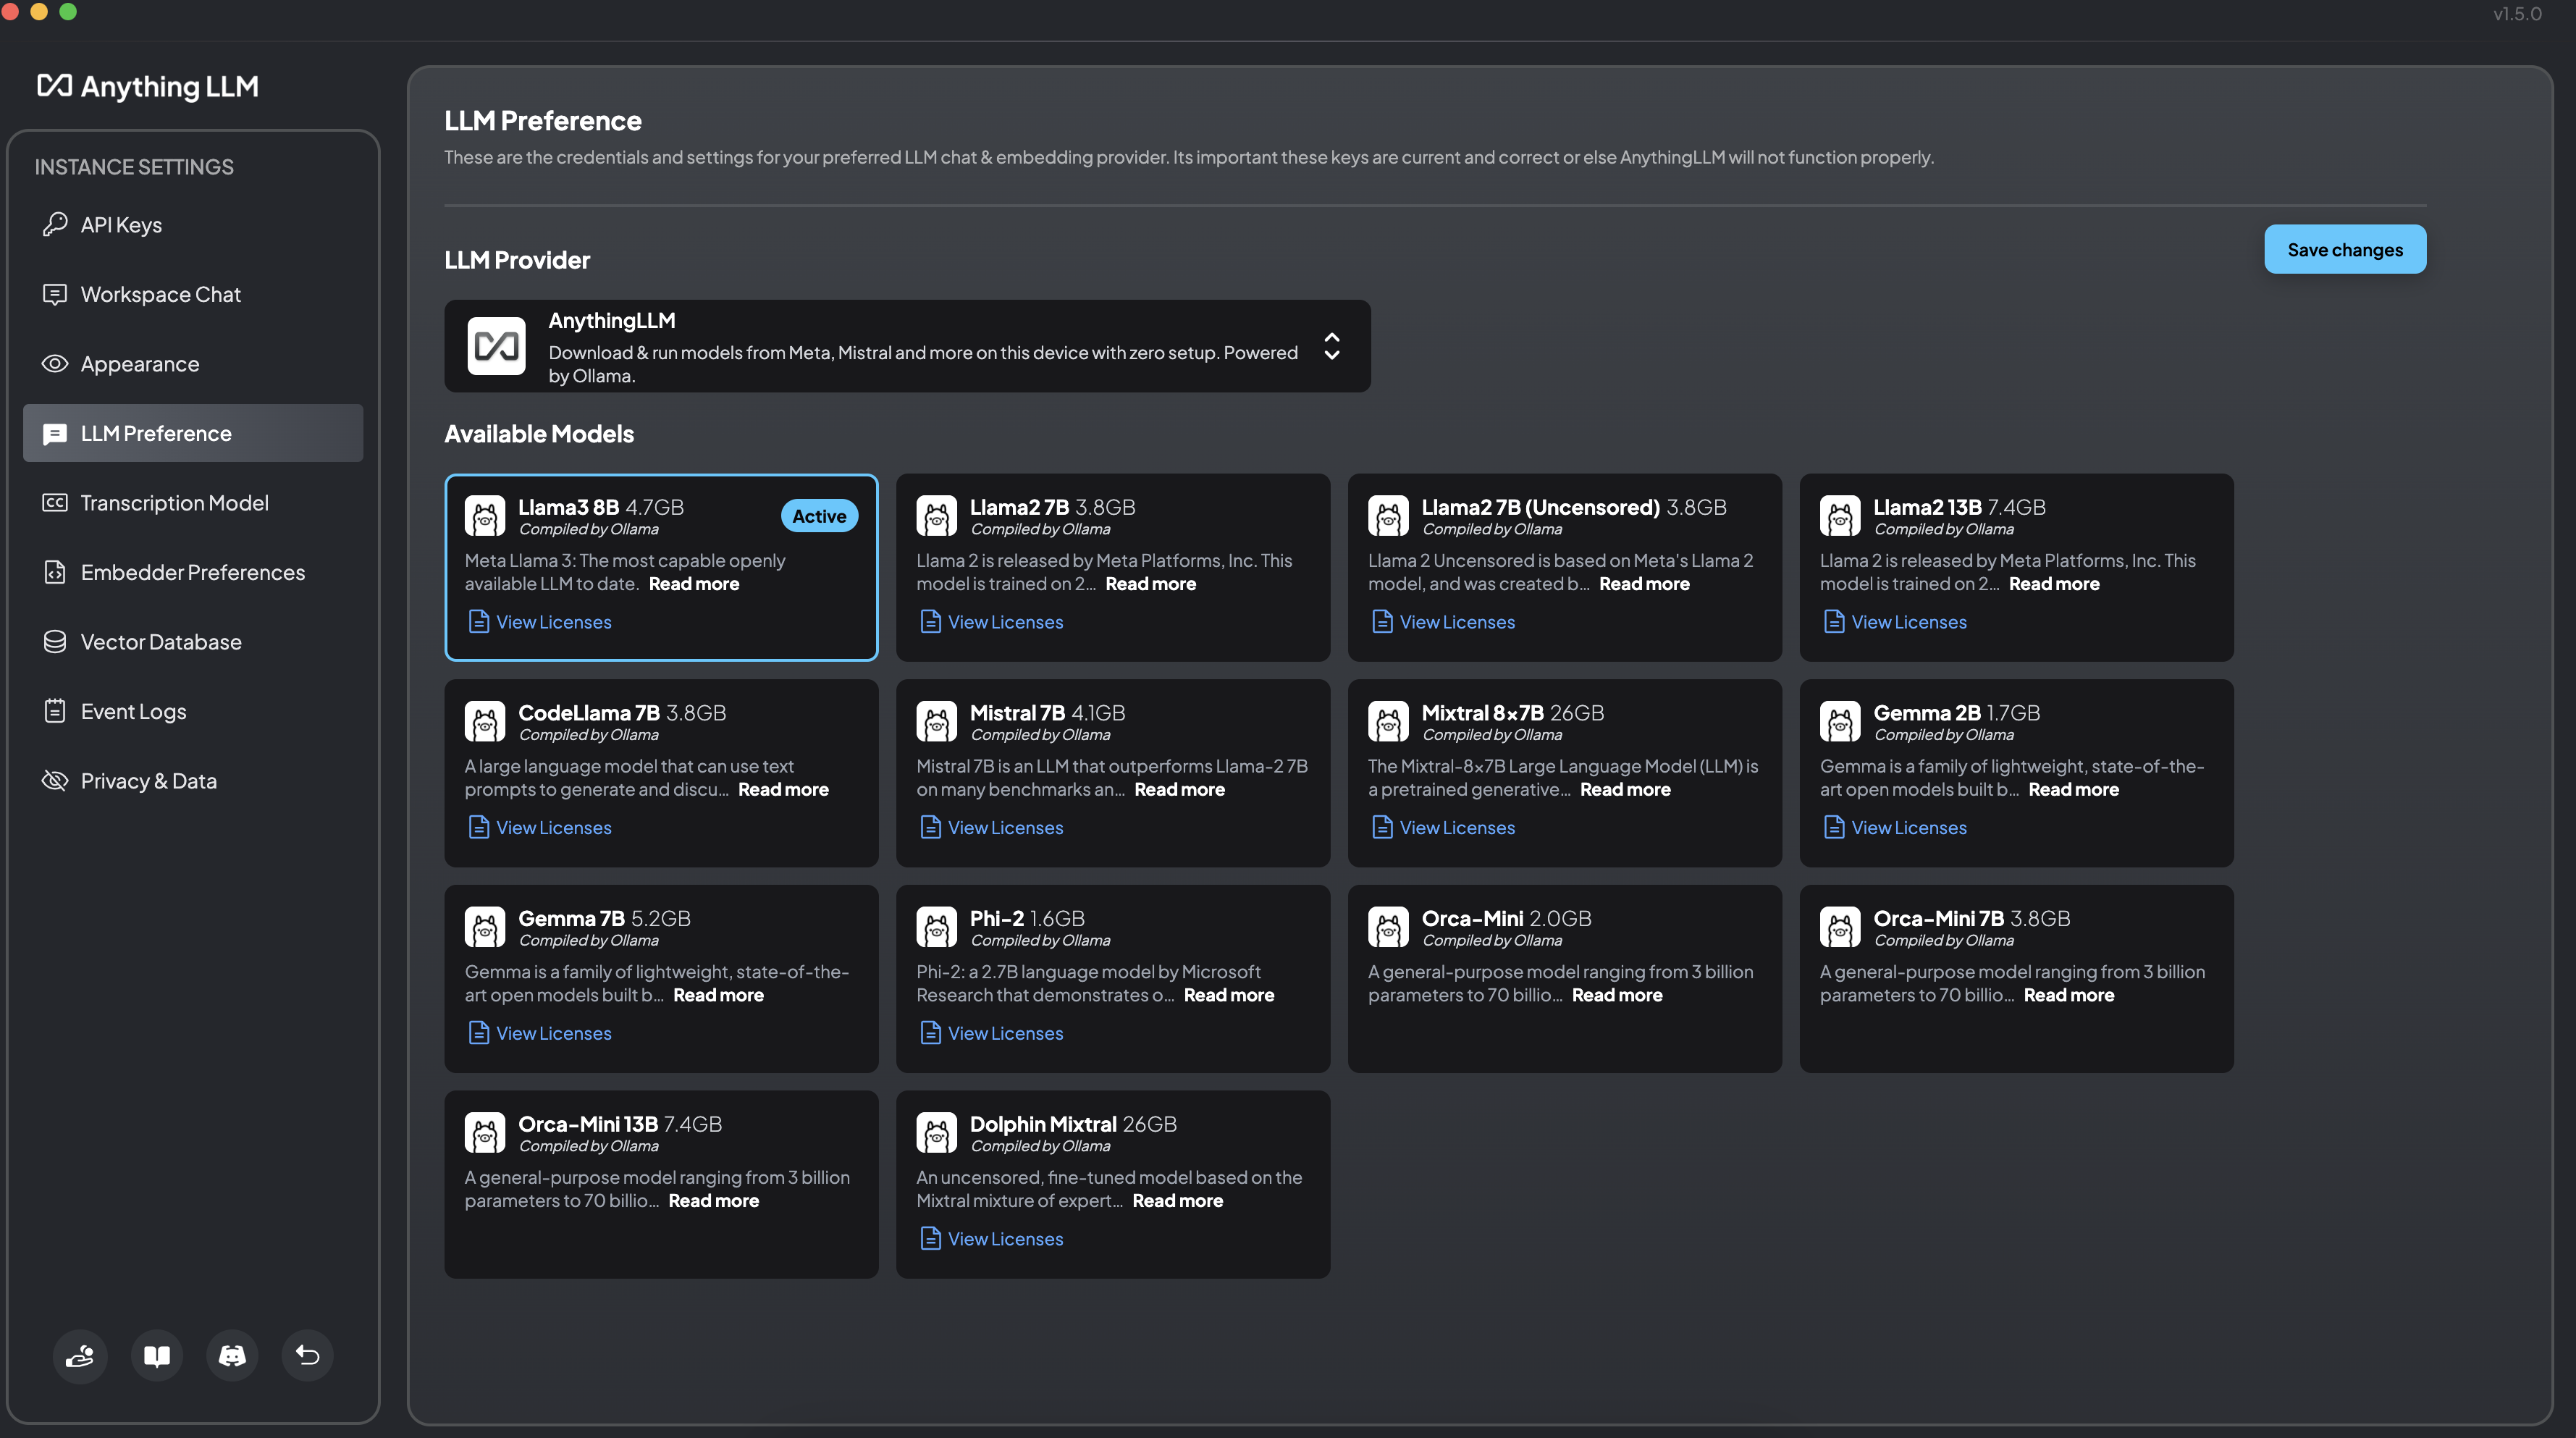 v1.5.0
Anything LLM
INSTANCE SETTINGS
API Keys
Workspace Chat
Appearance
LLM Preference
Transcription Model
Embedder Preferences
Vector Database
Event Logs
Privacy & Data
LLM Preference
These are the credentials and settings for your preferred LLM chat & embedding provider. Its important these keys are current and correct or else AnythingLLM will not function properly.
Save changes
LLM Provider
AnythingLLM
Download & run models from Meta, Mistral and more on this device with zero setup. Powered
by Ollama.
Available Models
Llama3 8B 4.7GB
Compiled by Ollama
Active
Meta Llama 3: The most capable openly
available LLM to date. Read more
View Licenses
Llama2 7B 3.8GB
Compiled by Ollama
Llama 2 is released by Meta Platforms, Inc. This
model is trained on 2... Read more
View Licenses
Llama2 7B (Uncensored) 3.8GB
Compiled by Ollama
Llama 2 Uncensored is based on Meta's Llama 2
model, and was created b... Read more
View Licenses
Llama2 13B 7.4GB
Compiled by Ollama
Llama 2 is released by Meta Platforms, Inc. This
model is trained on 2... Read more
View Licenses
CodeLlama 7B 3.8GB
Compiled by Ollama
A large language model that can use text
prompts to generate and discu... Read more
View Licenses
Mistral 7B 4.1GB
Compiled by Ollama
Mistral 7B is an LLM that outperforms Llama-2 7B
on many benchmarks an... Read more
View Licenses
Mixtral 8x7B 26GB
Compiled by Ollama
The Mixtral-8x7B Large Language Model (LLM) is
a pretrained generative... Read more
View Licenses
Gemma 2B 1.7GB
Compiled by Ollama
Gemma is a family of lightweight, state-of-the-
art open models built b... Read more
View Licenses
Gemma 7B 5.2GB
Compiled by Ollama
Gemma is a family of lightweight, state-of-the-
art open models built b... Read more
View Licenses
Phi-2 1.6GB
Compiled by Ollama
Phi-2: a 2.7B language model by Microsoft
Research that demonstrates o... Read more
View Licenses
Orca-Mini 2.0GB
Compiled by Ollama
A general-purpose model ranging from 3 billion
parameters to 70 billio... Read more
Orca-Mini 7B 3.8GB
Compiled by Ollama
A general-purpose model ranging from 3 billion
parameters to 70 billio... Read more
Orca-Mini 13B 7.4GB
Compiled by Ollama
A general-purpose model ranging from 3 billion
parameters to 70 billio... Read more
Dolphin Mixtral 26GB
Compiled by Ollama
An uncensored, fine-tuned model based on the
Mixtral mixture of expert... Read more
View Licenses